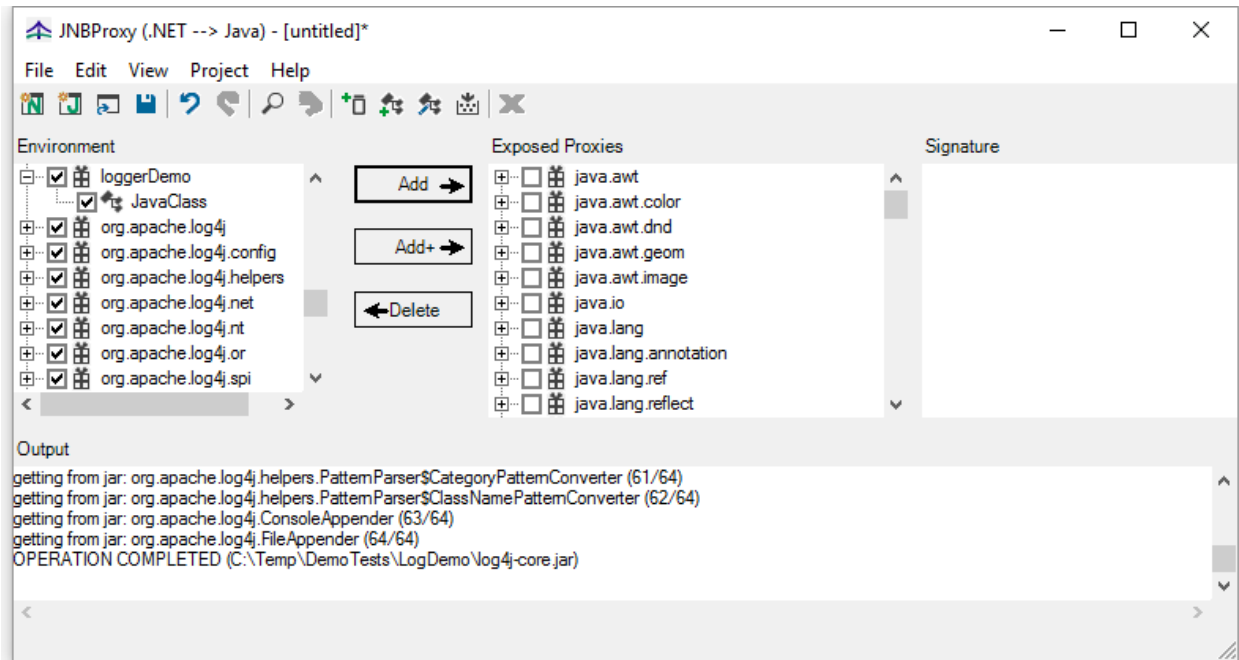 JNBProxy (.NET --> Java) - [untitled]*
File Edit View Project Help
Environment
Exposed Proxies
Signature
loggerDemo
JavaClass
org.apache.log4j
org.apache.log4j.config
org.apache.log4j.helpers
org.apache.log4j.net
org.apache.log4j.nt
org.apache.log4j.or
org.apache.log4j.spi
Add
Add+
Delete
java.awt
java.awt.color
java.awt.dnd
java.awt.geom
java.awt.image
java.io
java.lang
java.lang.annotation
java.lang.ref
java.lang.reflect
Output
getting from jar: org.apache.log4j.helpers.PatternParser$CategoryPatternConverter (61/64)
getting from jar: org.apache.log4j.helpers.PatternParser$ClassNamePatternConverter (62/64)
getting from jar: org.apache.log4j.ConsoleAppender (63/64)
getting from jar: org.apache.log4j.FileAppender (64/64)
OPERATION COMPLETED (C:\Temp\DemoTests\LogDemo\log4j-core.jar)